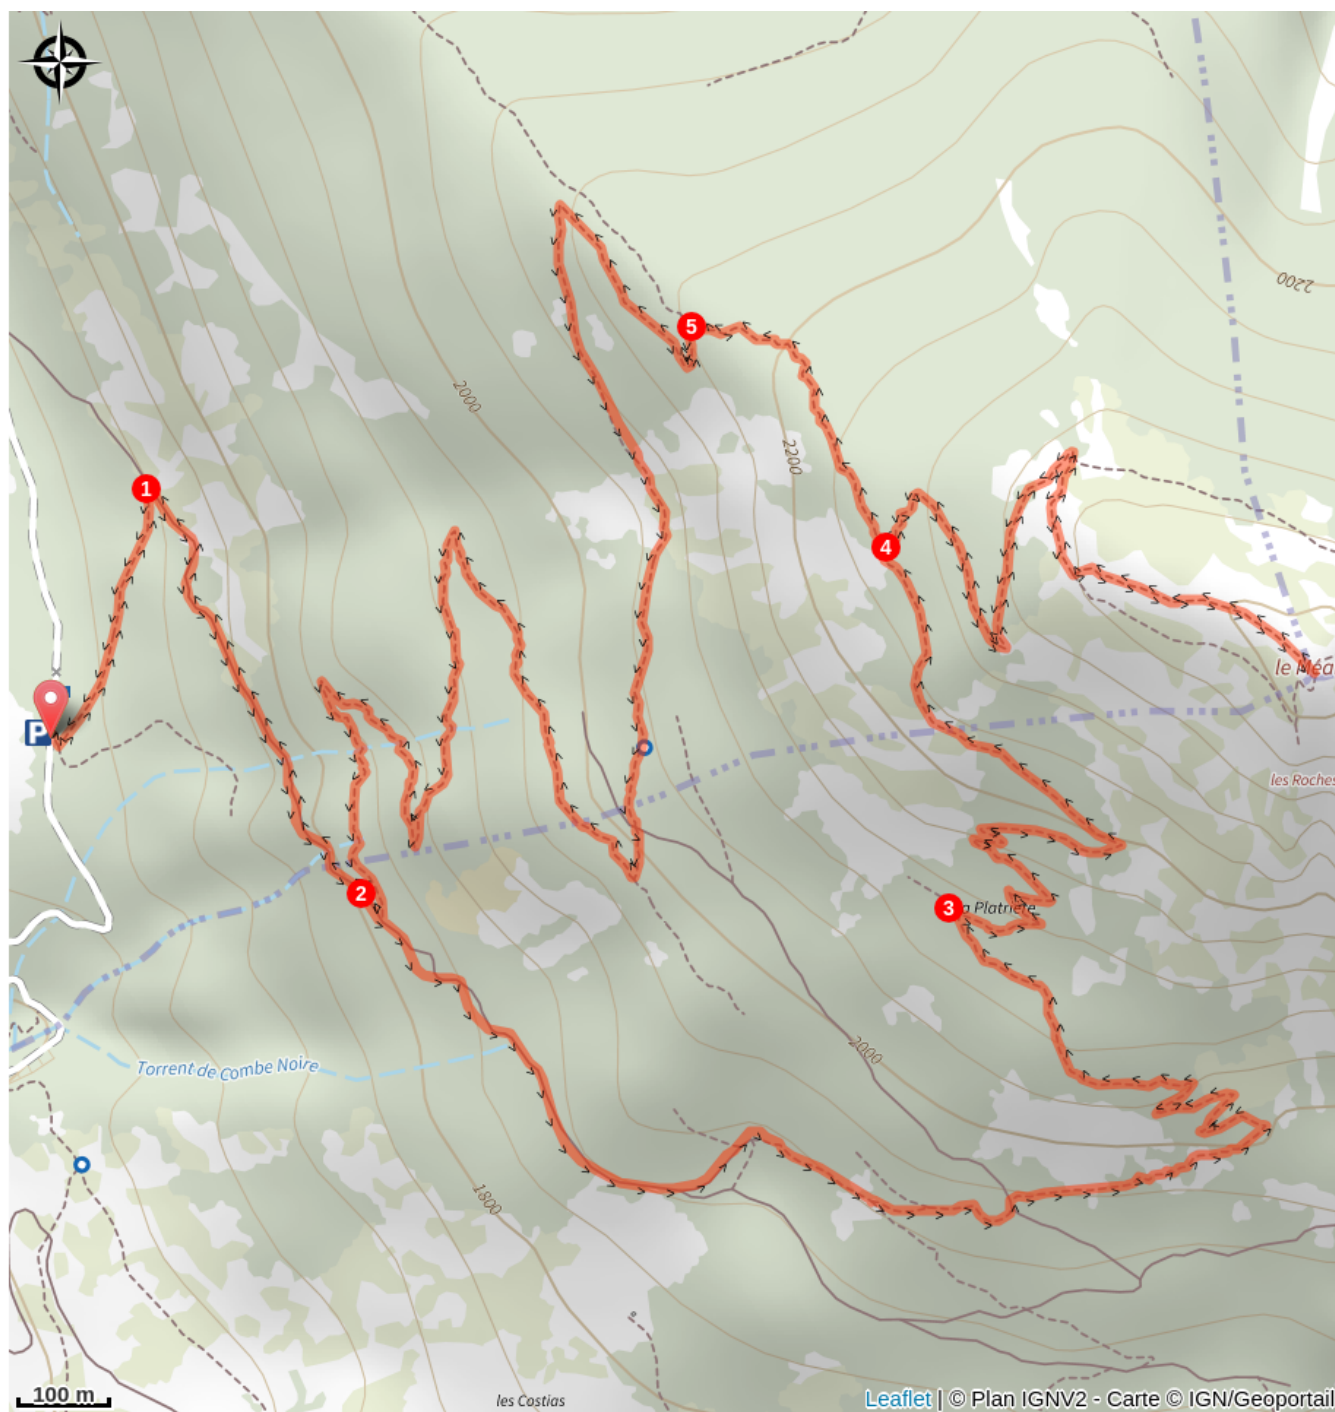 2200
5
2000
2200
1
4
le Méa
P
les Roches
2
3
a Platriere
2000
Torrent de Combe Noire
1800
100 m
les Costias
Leaflet | © Plan IGNV2 - Carte © IGN/Geoportail